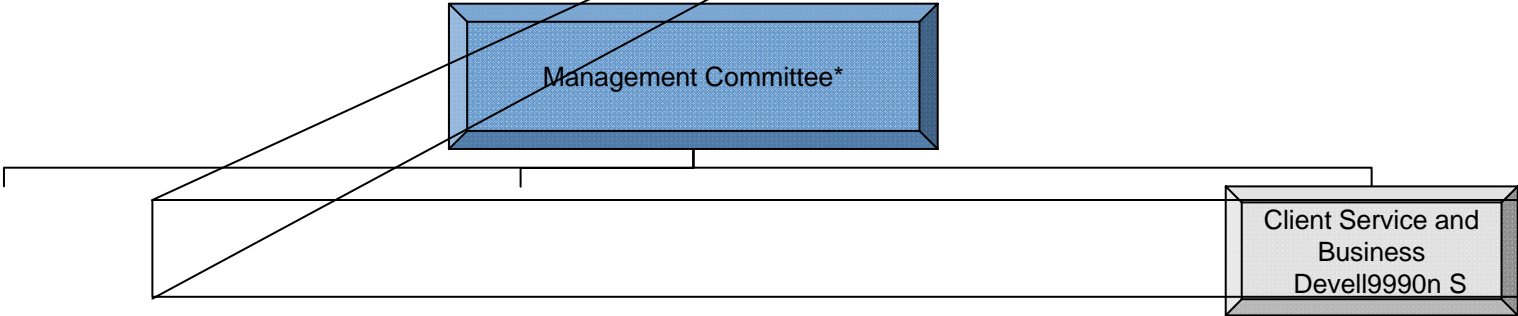 Management Committee*
Client Service and
Business
Devell9990n S